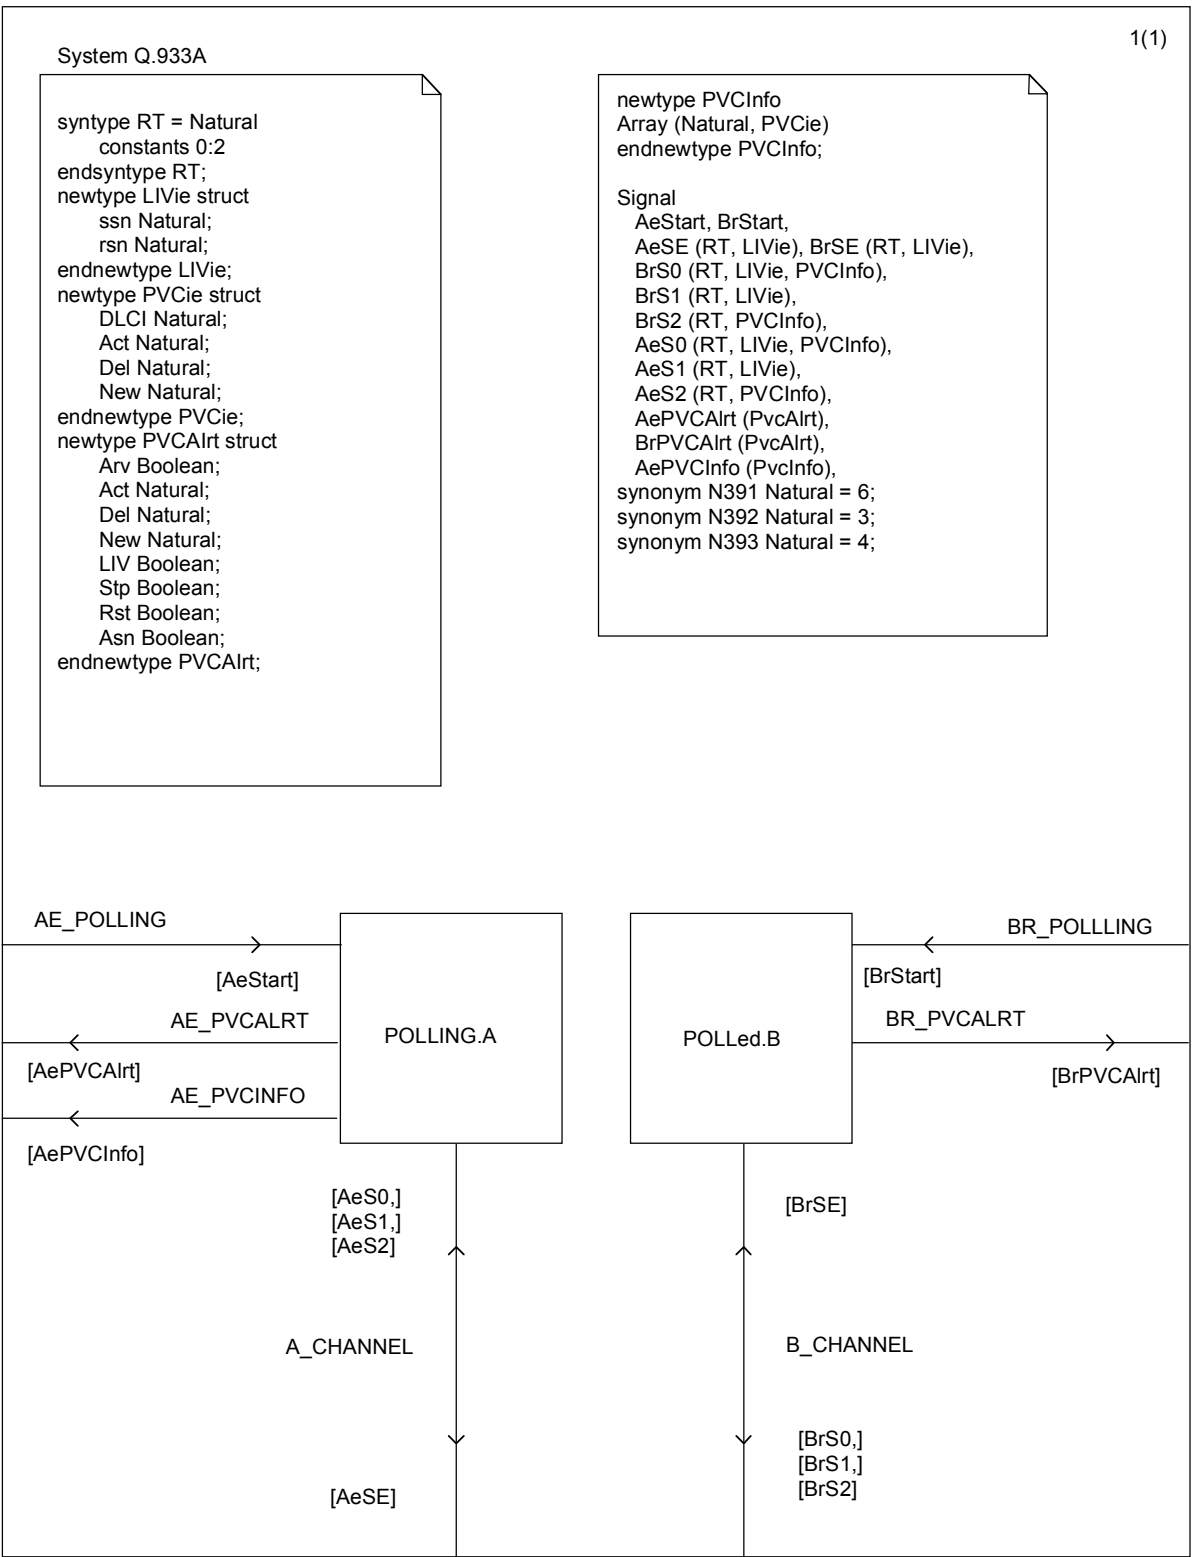 1(1)
System Q.933A
syntype RT = Natural
constants 0:2
endsyntype RT;
newtype LIVie struct
ssn Natural;
rsn Natural;
endnewtype LIVie;
newtype PVCie struct
DLCI Natural;
Act Natural;
Del Natural;
New Natural;
endnewtype PVCie;
newtype PVCAlrt struct
Arv Boolean;
Act Natural;
Del Natural;
New Natural;
LIV Boolean;
Stp Boolean;
Rst Boolean;
Asn Boolean;
endnewtype PVCAlrt;
newtype PVCInfo
Array (Natural, PVCie)
endnewtype PVCInfo;
Signal
AeStart, BrStart,
AeSE (RT, LIVie), BrSE (RT, LIVie),
BrS0 (RT, LIVie, PVCInfo),
BrS1 (RT, LIVie),
BrS2 (RT, PVCInfo),
AeS0 (RT, LIVie, PVCInfo),
AeS1 (RT, LIVie),
AeS2 (RT, PVCInfo),
AePVCAlrt (PvcAlrt),
BrPVCAlrt (PvcAlrt),
AePVCInfo (PvcInfo),
synonym N391 Natural = 6;
synonym N392 Natural = 3;
synonym N393 Natural = 4;
AE_POLLING
[AeStart]
AE_PVCALRT
[AePVCAlrt]
AE_PVCINFO
[AePVCInfo]
POLLING.A
POLLed.B
BR_POLLLING
[BrStart]
BR_PVCALRT
[BrPVCAlrt]
[AeS0,]
[AeS1,]
[AeS2]
[BrSE]
A_CHANNEL
B_CHANNEL
[AeSE]
[BrS0,]
[BrS1,]
[BrS2]